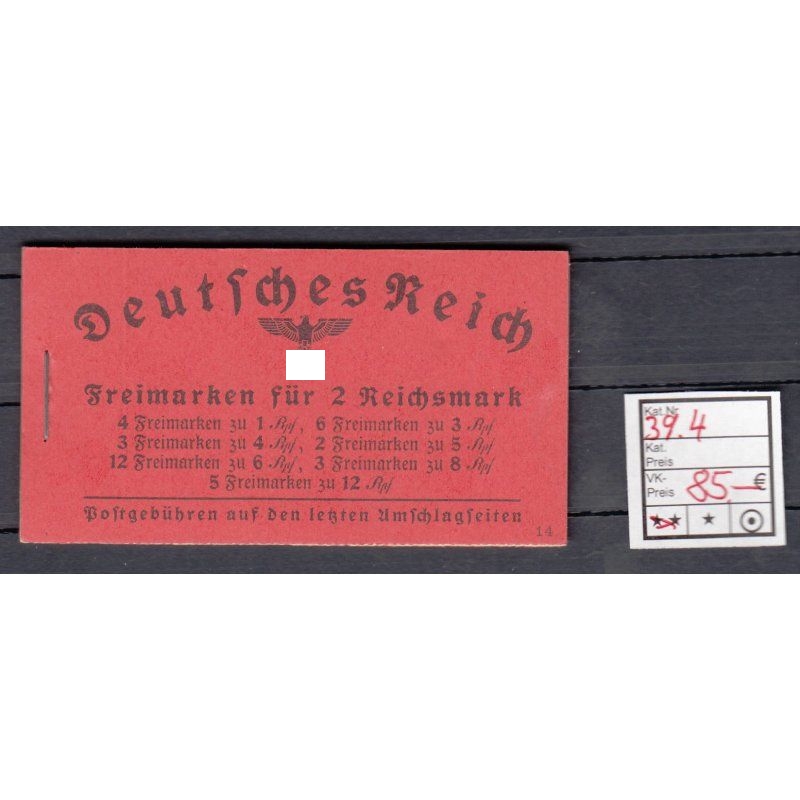 Deutsches Reich
Freimarken für 2 Reichsmark
4 Freimarken zu 1 Rpf, 6 Freimarken zu 3 Rpf
3 Freimarken zu 4 Rpf, 2 Freimarken zu 5 Rpf
12 Freimarken zu 6 Rpf, 3 Freimarken zu 8 Rpf
5 Freimarken zu 12 Rpf
Postgebühren auf den letzten Umschlagseiten
14
Kat.Nr.
39.4
Kat.
Preis
VK-
Preis 85,— €